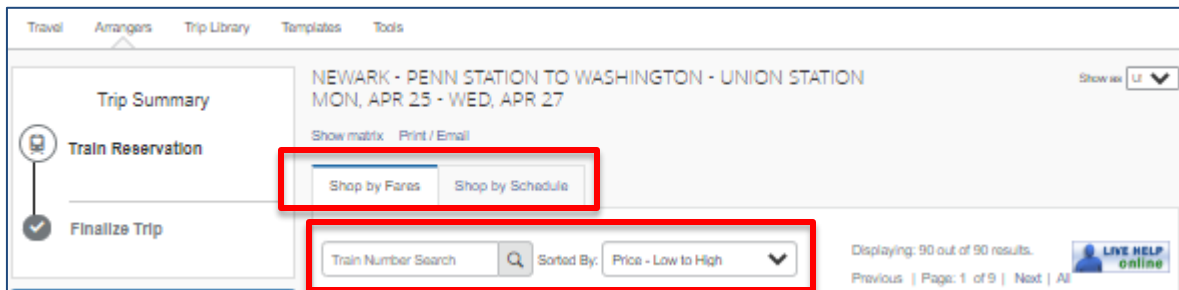 Travel Arrangers Trip Library Templates Tools
Trip Summary
Train Reservation
Finalize Trip
NEWARK - PENN STATION TO WASHINGTON - UNION STATION
MON, APR 25 - WED, APR 27
Show as
Show matrix Print / Email
Shop by Fares Shop by Schedule
Train Number Search Sorted By: Price - Low to High
Displaying: 90 out of 90 results.
Previous | Page: 1 of 9 | Next | All
LIVE HELP
online